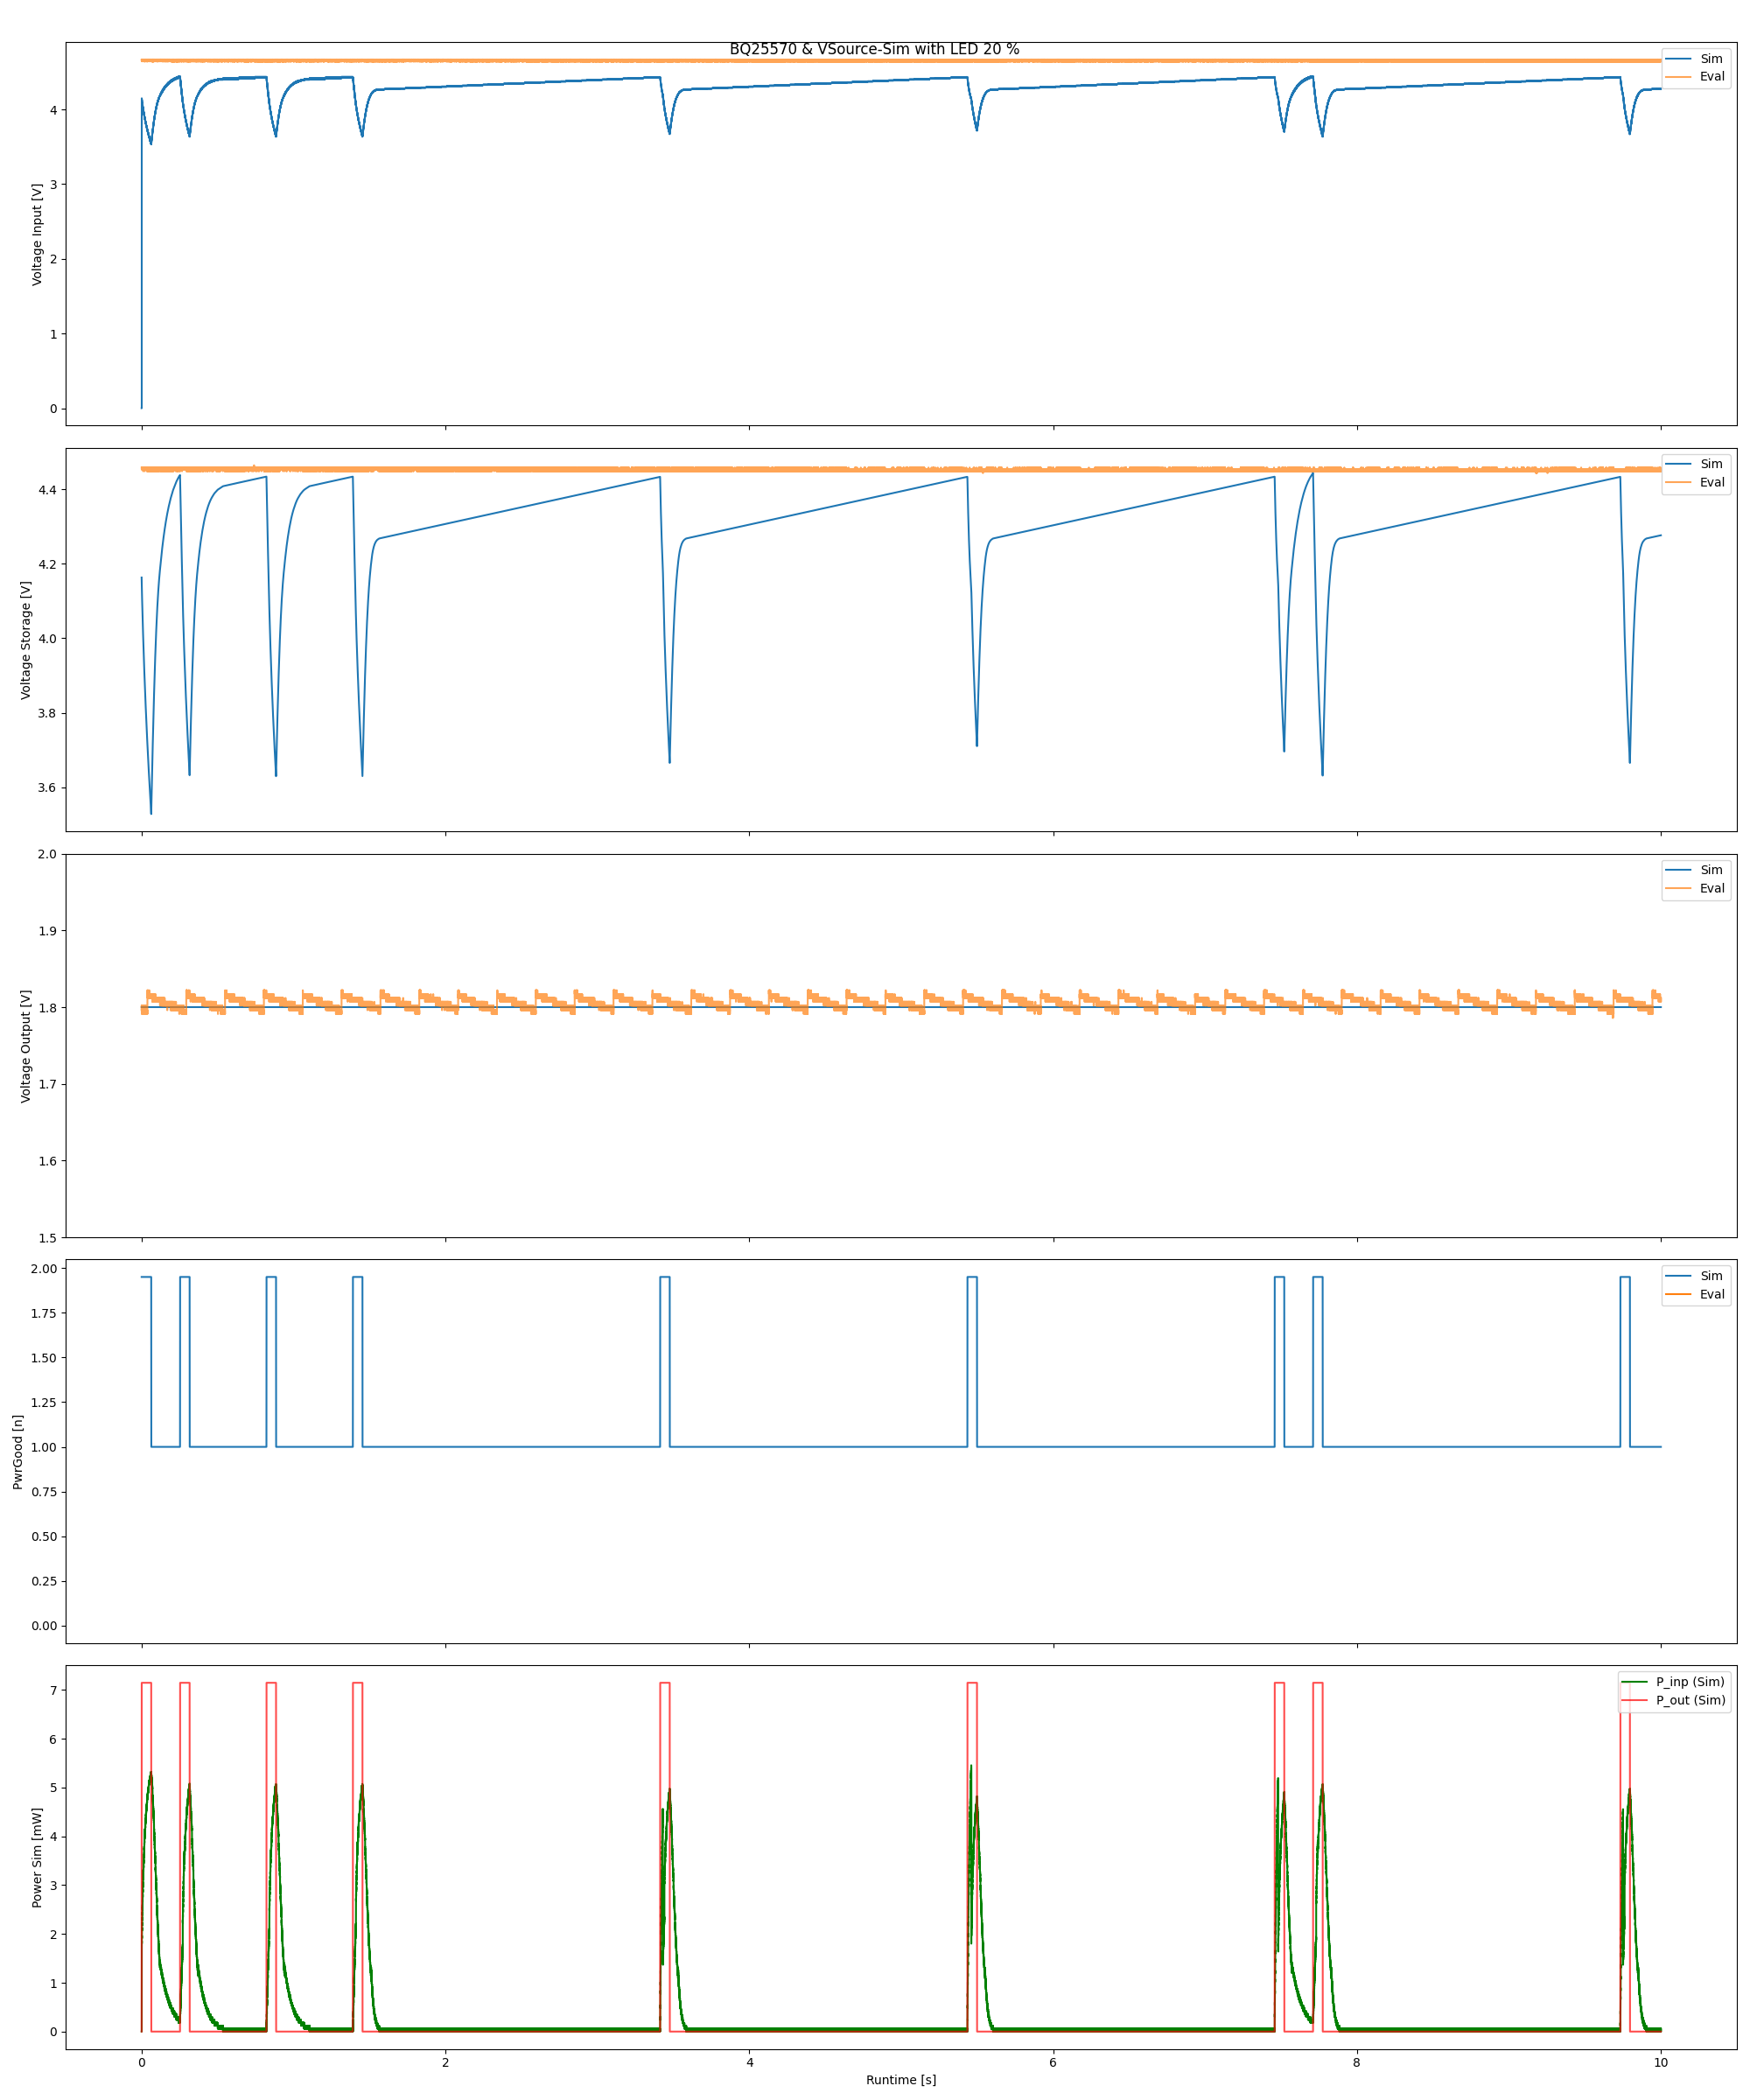 BQ25570 & VSource-Sim with LED 20 %
Voltage Input [V]
4
3
2
1
0
Sim
Eval
Voltage Storage [V]
4.4
4.2
4.0
3.8
3.6
Sim
Eval
Voltage Output [V]
2.0
1.9
1.8
1.7
1.6
1.5
Sim
Eval
PwrGood [n]
2.00
1.75
1.50
1.25
1.00
0.75
0.50
0.25
0.00
Sim
Eval
Power Sim [mW]
7
6
5
4
3
2
1
0
P_inp (Sim)
P_out (Sim)
0 2 4 6 8 10
Runtime [s]